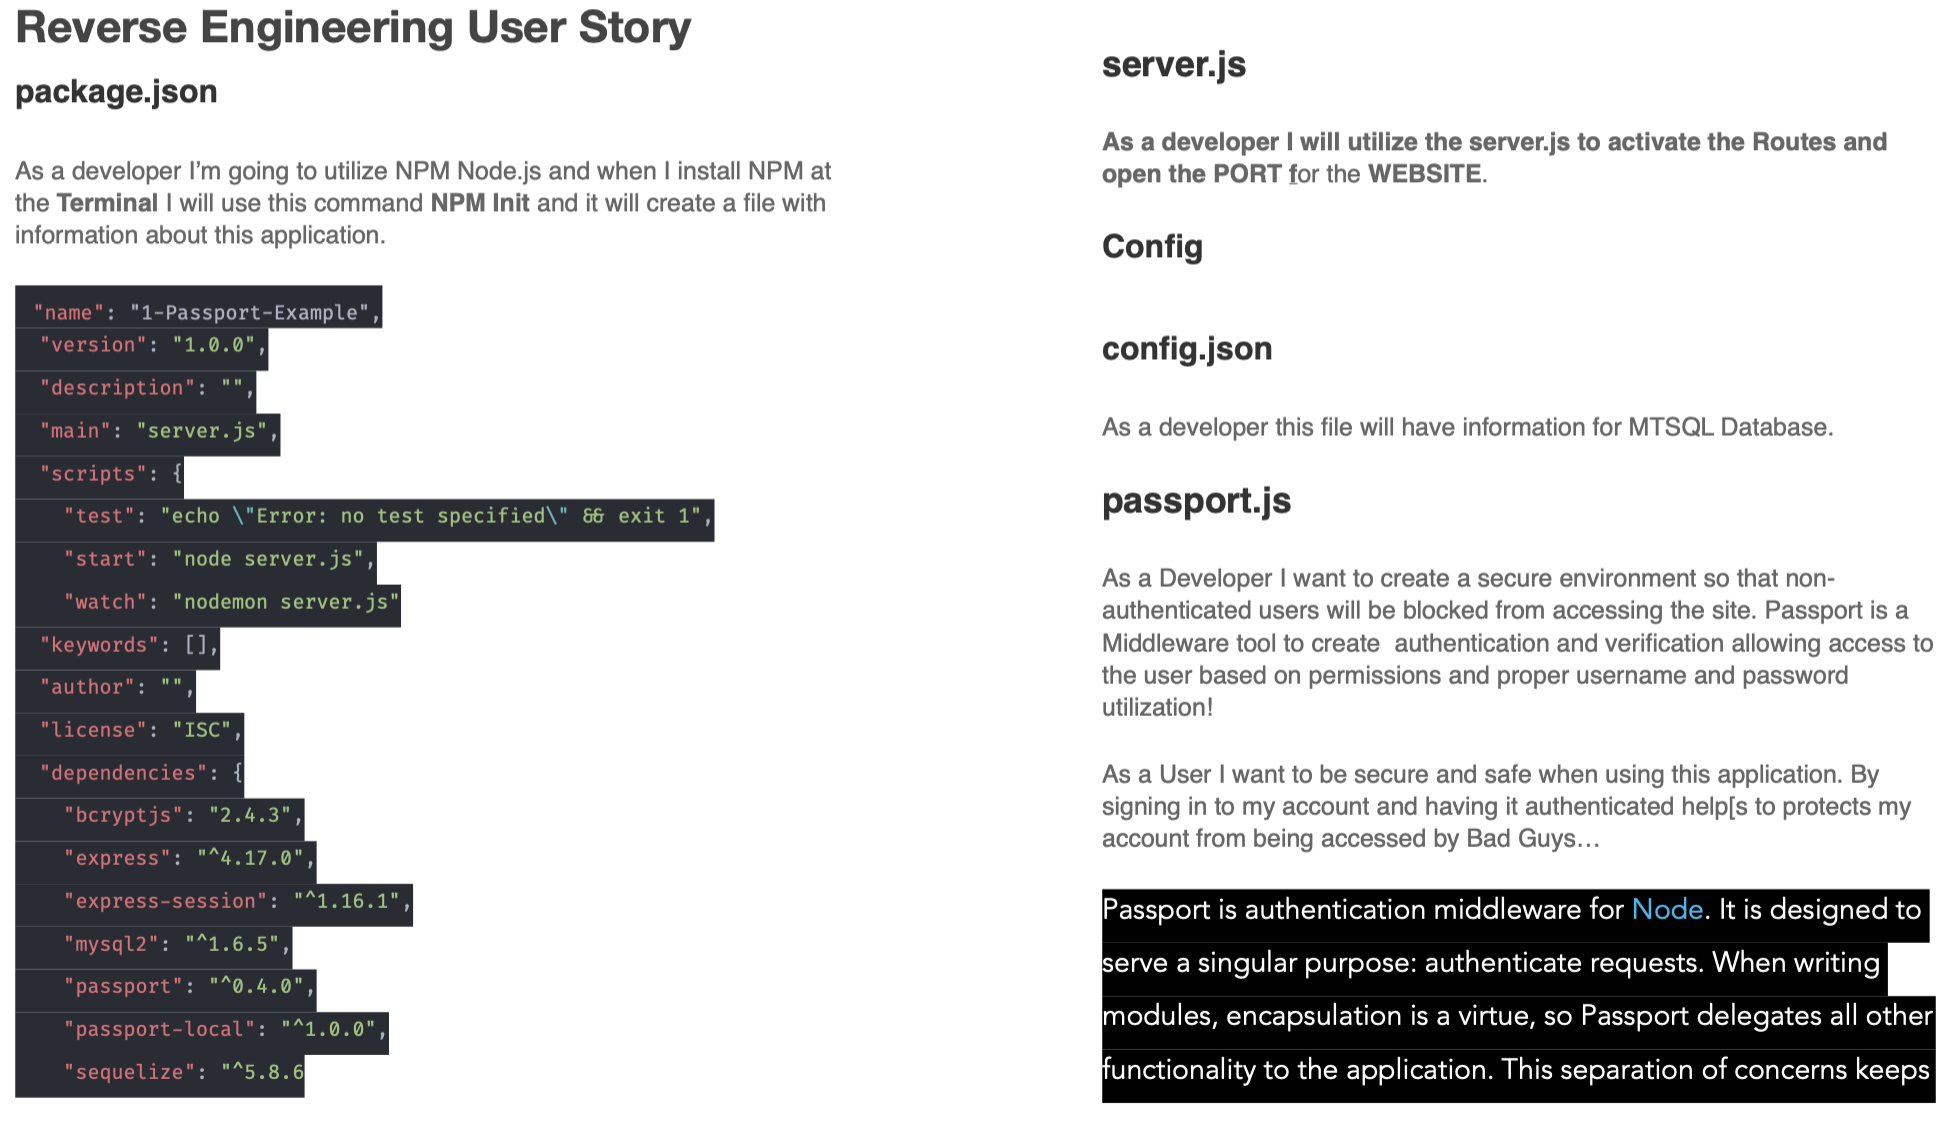 Reverse Engineering User Story
package.json
As a developer I’m going to utilize NPM Node.js and when I install NPM at
the Terminal I will use this command NPM Init and it will create a file with
information about this application.
"name": "1-Passport-Example",
"version": "1.0.0",
"description": "",
"main": "server.js",
"scripts": {
"test": "echo \"Error: no test specified\" && exit 1",
"start": "node server.js",
"watch": "nodemon server.js"
"keywords": [],
"author": "",
"license": "ISC",
"dependencies": {
"bcryptjs": "2.4.3",
"express": "^4.17.0",
"express-session": "^1.16.1",
"mysql2": "^1.6.5",
"passport": "^0.4.0",
"passport-local": "^1.0.0",
"sequelize": "^5.8.6
server.js
As a developer I will utilize the server.js to activate the Routes and
open the PORT for the WEBSITE.
Config
config.json
As a developer this file will have information for MTSQL Database.
passport.js
As a Developer I want to create a secure environment so that non-
authenticated users will be blocked from accessing the site. Passport is a
Middleware tool to create  authentication and verification allowing access to
the user based on permissions and proper username and password
utilization!
As a User I want to be secure and safe when using this application. By
signing in to my account and having it authenticated help[s to protects my
account from being accessed by Bad Guys…
Passport is authentication middleware for Node. It is designed to
serve a singular purpose: authenticate requests. When writing
modules, encapsulation is a virtue, so Passport delegates all other
functionality to the application. This separation of concerns keeps